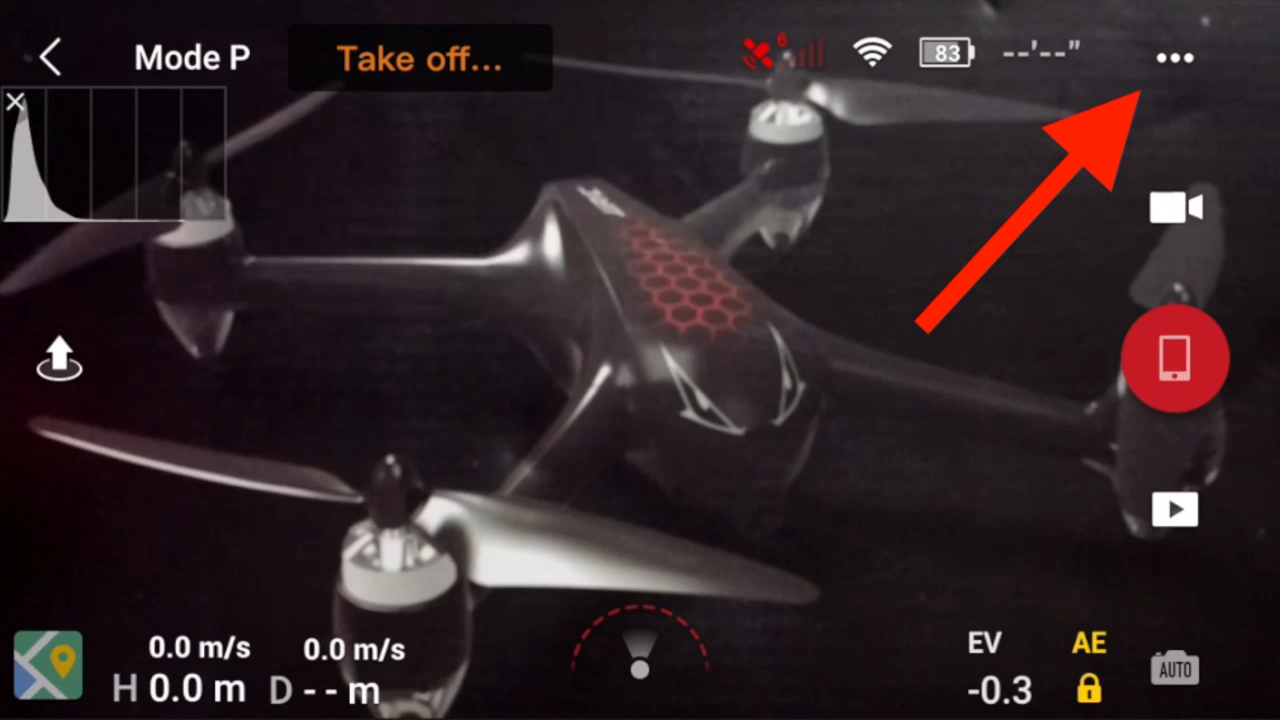 Mode P
Take off...
6
83
--'--"
0.0 m/s
0.0 m/s
H 0.0 m
D -- m
EV
-0.3
AE
AUTO